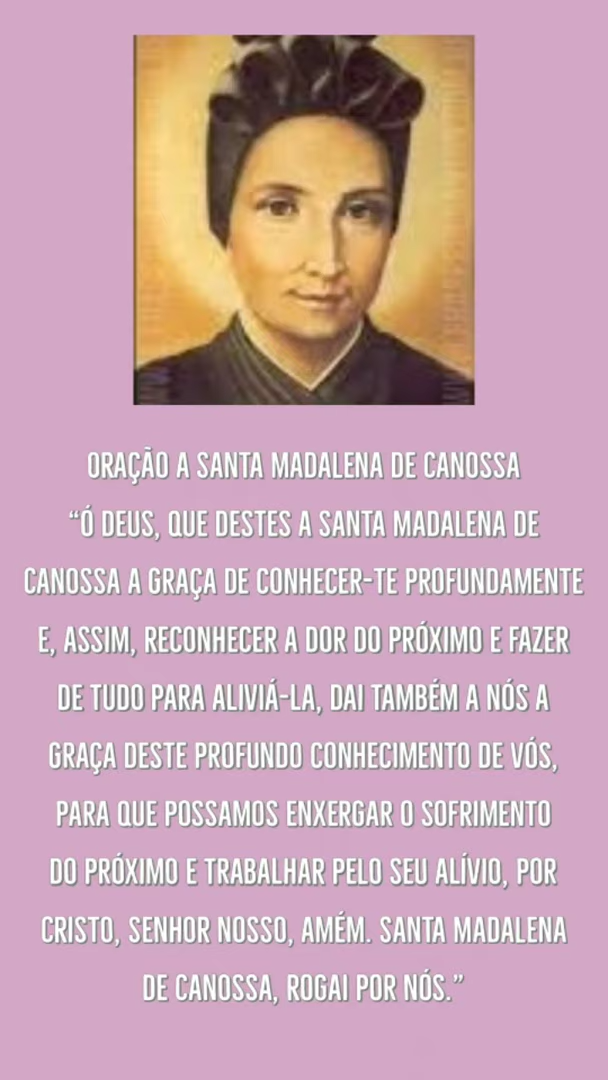 ORAÇÃO A SANTA MADALENA DE CANOSSA
“Ó DEUS, QUE DESTES A SANTA MADALENA DE
CANOSSA A GRAÇA DE CONHECER-TE PROFUNDAMENTE
E, ASSIM, RECONHECER A DOR DO PRÓXIMO E FAZER
DE TUDO PARA ALIVIÁ-LA, DAI TAMBÉM A NÓS A
GRAÇA DESTE PROFUNDO CONHECIMENTO DE VÓS,
PARA QUE POSSAMOS ENXERGAR O SOFRIMENTO
DO PRÓXIMO E TRABALHAR PELO SEU ALÍVIO, POR
CRISTO, SENHOR NOSSO, AMÉM. SANTA MADALENA
DE CANOSSA, ROGAI POR NÓS.”